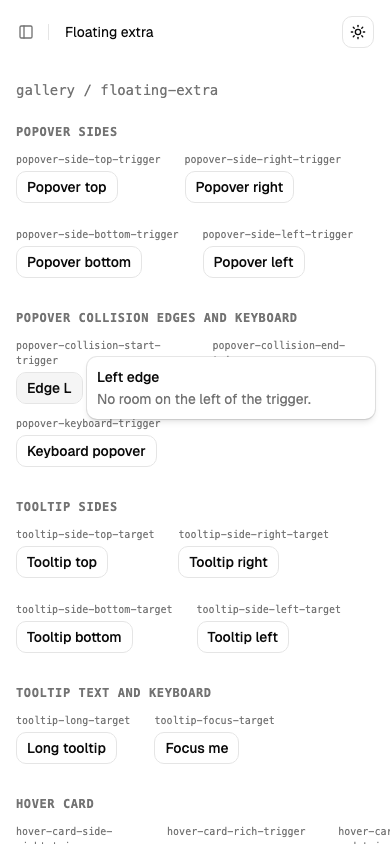 Floating extra
gallery / floating-extra
POPOVER SIDES
popover-side-top-trigger
popover-side-right-trigger
Popover top
Popover right
popover-side-bottom-trigger
popover-side-left-trigger
Popover bottom
Popover left
POPOVER COLLISION EDGES AND KEYBOARD
popover-collision-start-
trigger
popover-collision-end-
Edge L
Left edge
No room on the left of the trigger.
popover-keyboard-trigger
Keyboard popover
TOOLTIP SIDES
tooltip-side-top-target
tooltip-side-right-target
Tooltip top
Tooltip right
tooltip-side-bottom-target
tooltip-side-left-target
Tooltip bottom
Tooltip left
TOOLTIP TEXT AND KEYBOARD
tooltip-long-target
tooltip-focus-target
Long tooltip
Focus me
HOVER CARD
hover-card-side-
hover-card-rich-trigger
hover-car